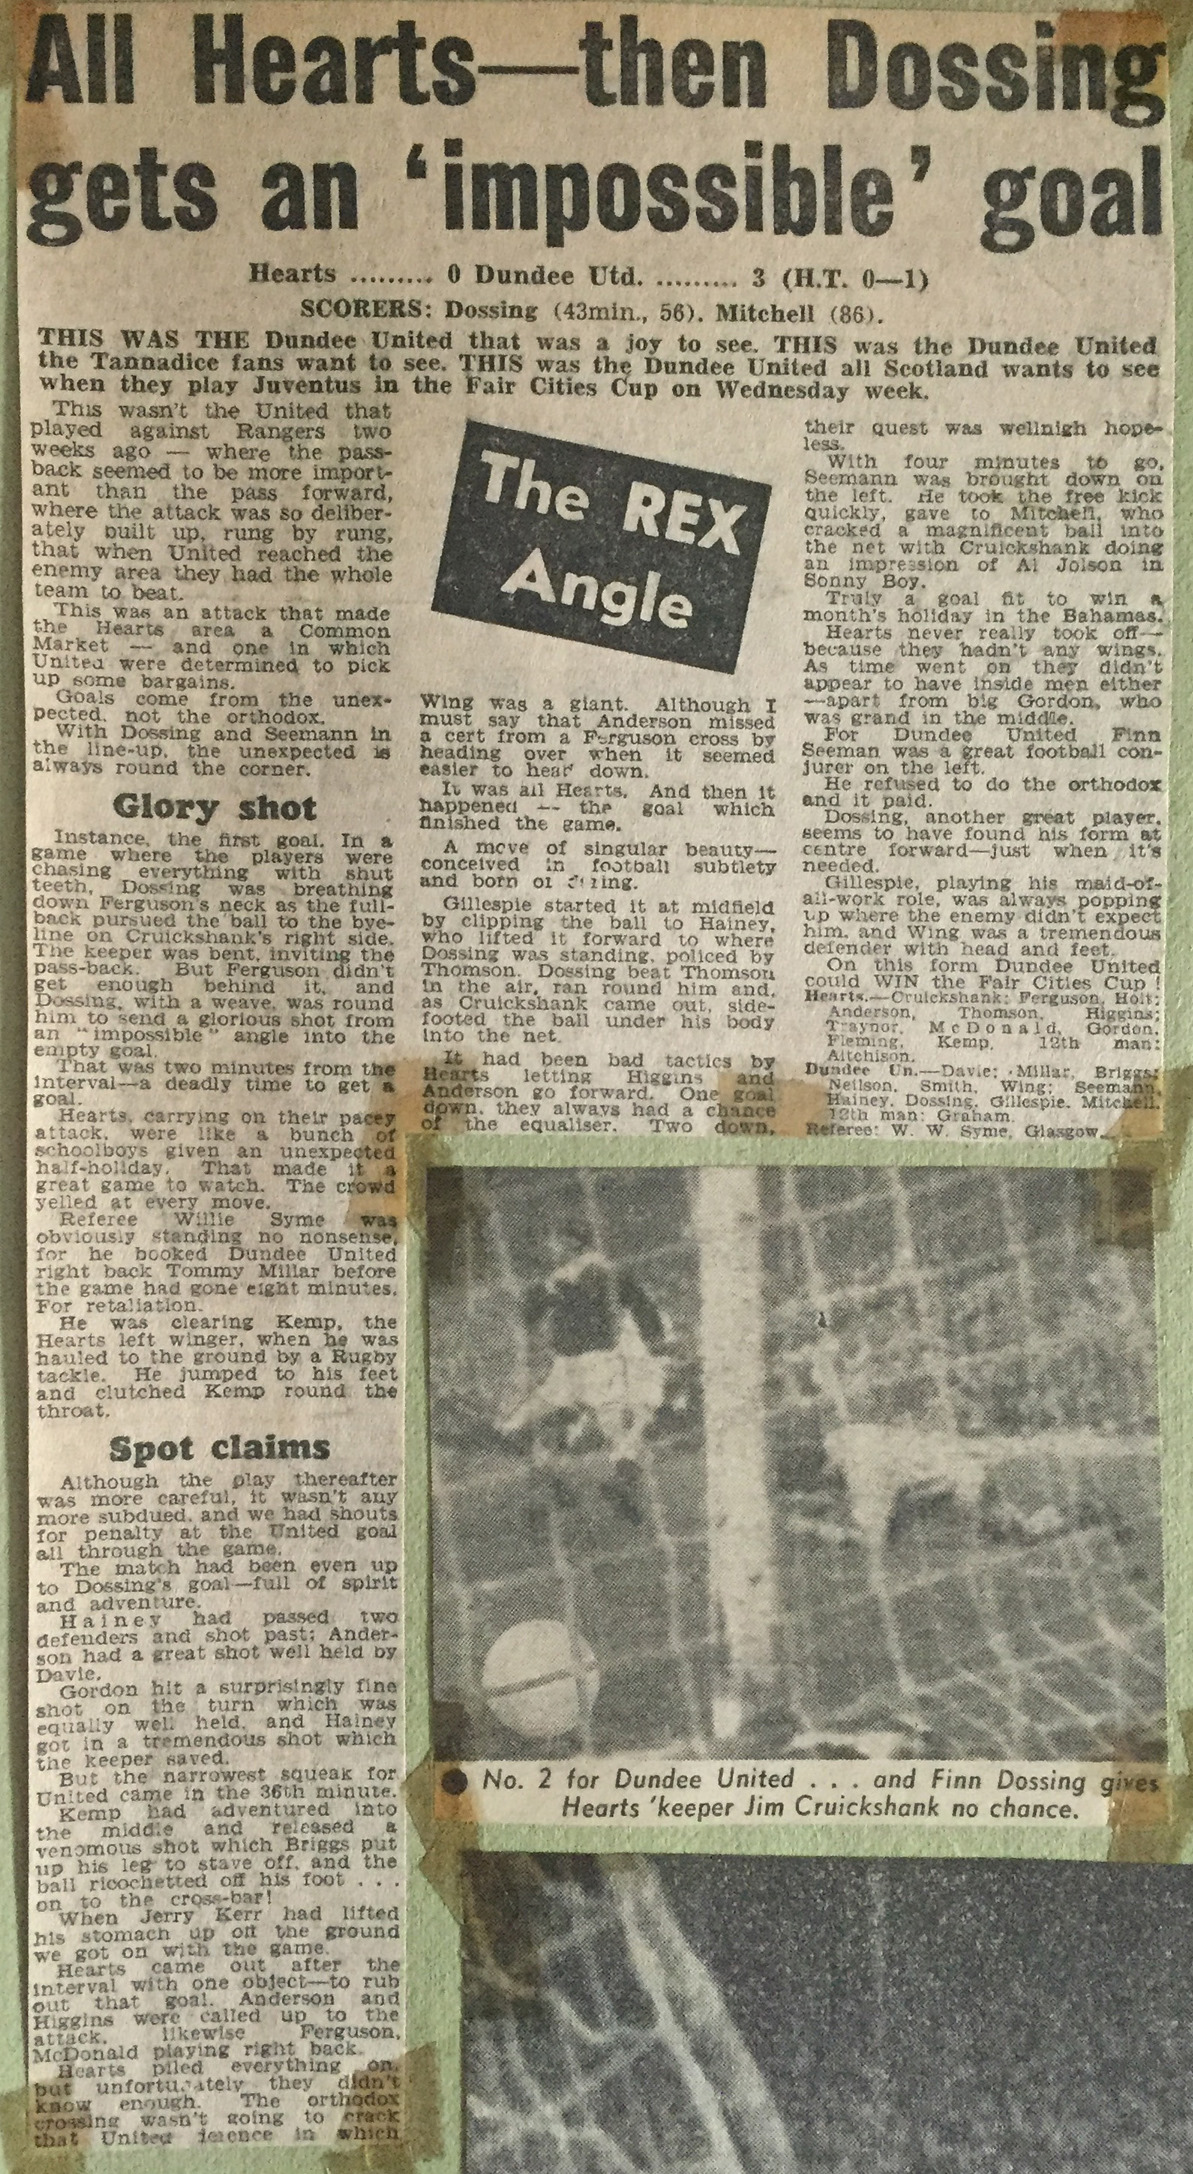 All Hearts—then Dossing
gets an ‘impossible’ goal
Hearts ......... 0 Dundee Utd. ......... 3 (H.T. 0—1)
SCORERS: Dossing (43min., 56). Mitchell (86).
THIS WAS THE Dundee United that was a joy to see. THIS was the Dundee United
the Tannadice fans want to see. THIS was the Dundee United all Scotland wants to see
when they play Juventus in the Fair Cities Cup on Wednesday week.
This wasn't the United that
played against Rangers two
weeks ago — where the pass-
back seemed to be more import-
ant than the pass forward,
where the attack was so deliber-
ately built up, rung by rung,
that when United reached the
enemy area they had the whole
team to beat.
This was an attack that made
the Hearts area a Common
Market — and one in which
United were determined to pick
up some bargains.
Goals come from the unex-
pected, not the orthodox.
With Dossing and Seemann in
the line-up, the unexpected is
always round the corner.
Glory shot
Instance, the first goal. In a
game where the players were
chasing everything with shut
teeth, Dossing was breathing
down Ferguson's neck as the full-
back pursued the ball to the bye-
line on Cruickshank's right side.
The keeper was bent, inviting the
pass-back. But Ferguson didn't
get enough behind it, and
Dossing, with a weave, was round
him to send a glorious shot from
an "impossible" angle into the
empty goal.
That was two minutes from the
interval—a deadly time to get a
goal.
Hearts, carrying on their pacey
attack, were like a bunch of
schoolboys given an unexpected
half-holiday. That made it a
great game to watch. The crowd
yelled at every move.
Referee Willie Syme was
obviously standing no nonsense,
for he booked Dundee United
right back Tommy Millar before
the game had gone eight minutes.
For retaliation.
He was clearing Kemp, the
Hearts left winger, when he was
hauled to the ground by a Rugby
tackle. He jumped to his feet
and clutched Kemp round the
throat.
Spot claims
Although the play thereafter
was more careful, it wasn't any
more subdued, and we had shouts
for penalty at the United goal
all through the game.
The match had been even up
to Dossing's goal—full of spirit
and adventure.
Hainey had passed two
defenders and shot past; Ander-
son had a great shot well held by
Davie.
Gordon hit a surprisingly fine
shot on the turn which was
equally well held, and Hainey
got in a tremendous shot which
the keeper saved.
But the narrowest squeak for
United came in the 36th minute.
Kemp had adventured into
the middle and released a
venomous shot which Briggs put
up his leg to stave off, and the
ball ricochetted off his foot . . .
on to the cross-bar!
When Jerry Kerr had lifted
his stomach up off the ground
we got on with the game.
Hearts came out after the
interval with one object—to rub
out that goal. Anderson and
Higgins were called up to the
attack, likewise Ferguson,
McDonald playing right back.
Hearts piled everything on,
but unfortunately they didn't
know enough. The orthodox
crossing wasn't going to crack
that United defence in which
The REX
Angle
Wing was a giant. Although I
must say that Anderson missed
a cert from a Ferguson cross by
heading over when it seemed
easier to head down.
It was all Hearts. And then it
happened — the goal which
finished the game.
A move of singular beauty—
conceived in football subtlety
and born of
Gillespie started it at midfield
by clipping the ball to Hainey,
who lifted it forward to where
Dossing was standing, policed by
Thomson. Dossing beat Thomson
in the air, ran round him and,
as Cruickshank came out, side-
footed the ball under his body
into the net.
It had been bad tactics by
Hearts letting Higgins and
Anderson go forward. One goal
down, they always had a chance
of the equaliser. Two down,
their quest was wellnigh hope-
less.
With four minutes to go,
Seemann was brought down on
the left. He took the free kick
quickly, gave to Mitchell, who
cracked a magnificent ball into
the net with Cruickshank doing
an impression of Al Jolson in
Sonny Boy.
Truly a goal fit to win a
month's holiday in the Bahamas.
Hearts never really took off—
because they hadn't any wings.
As time went on they didn't
appear to have inside men either
—apart from big Gordon, who
was grand in the middle.
For Dundee United Finn
Seeman was a great football con-
jurer on the left.
He refused to do the orthodox
and it paid.
Dossing, another great player,
seems to have found his form at
centre forward—just when it's
needed.
Gillespie, playing his maid-of-
all-work role, was always popping
up where the enemy didn't expect
him, and Wing was a tremendous
defender with head and feet.
On this form Dundee United
could WIN the Fair Cities Cup!
Hearts.—Cruickshank; Ferguson, Holt;
Anderson, Thomson, Higgins;
Traynor, McDonald, Gordon,
Fleming, Kemp. 12th man:
Aitchison.
Dundee Un.—Davie; Millar, Briggs;
Neilson, Smith, Wing; Seemann,
Hainey, Dossing, Gillespie, Mitchell.
12th man: Graham.
Referee: W. W. Syme, Glasgow.
● No. 2 for Dundee United . . . and Finn Dossing gives
Hearts 'keeper Jim Cruickshank no chance.